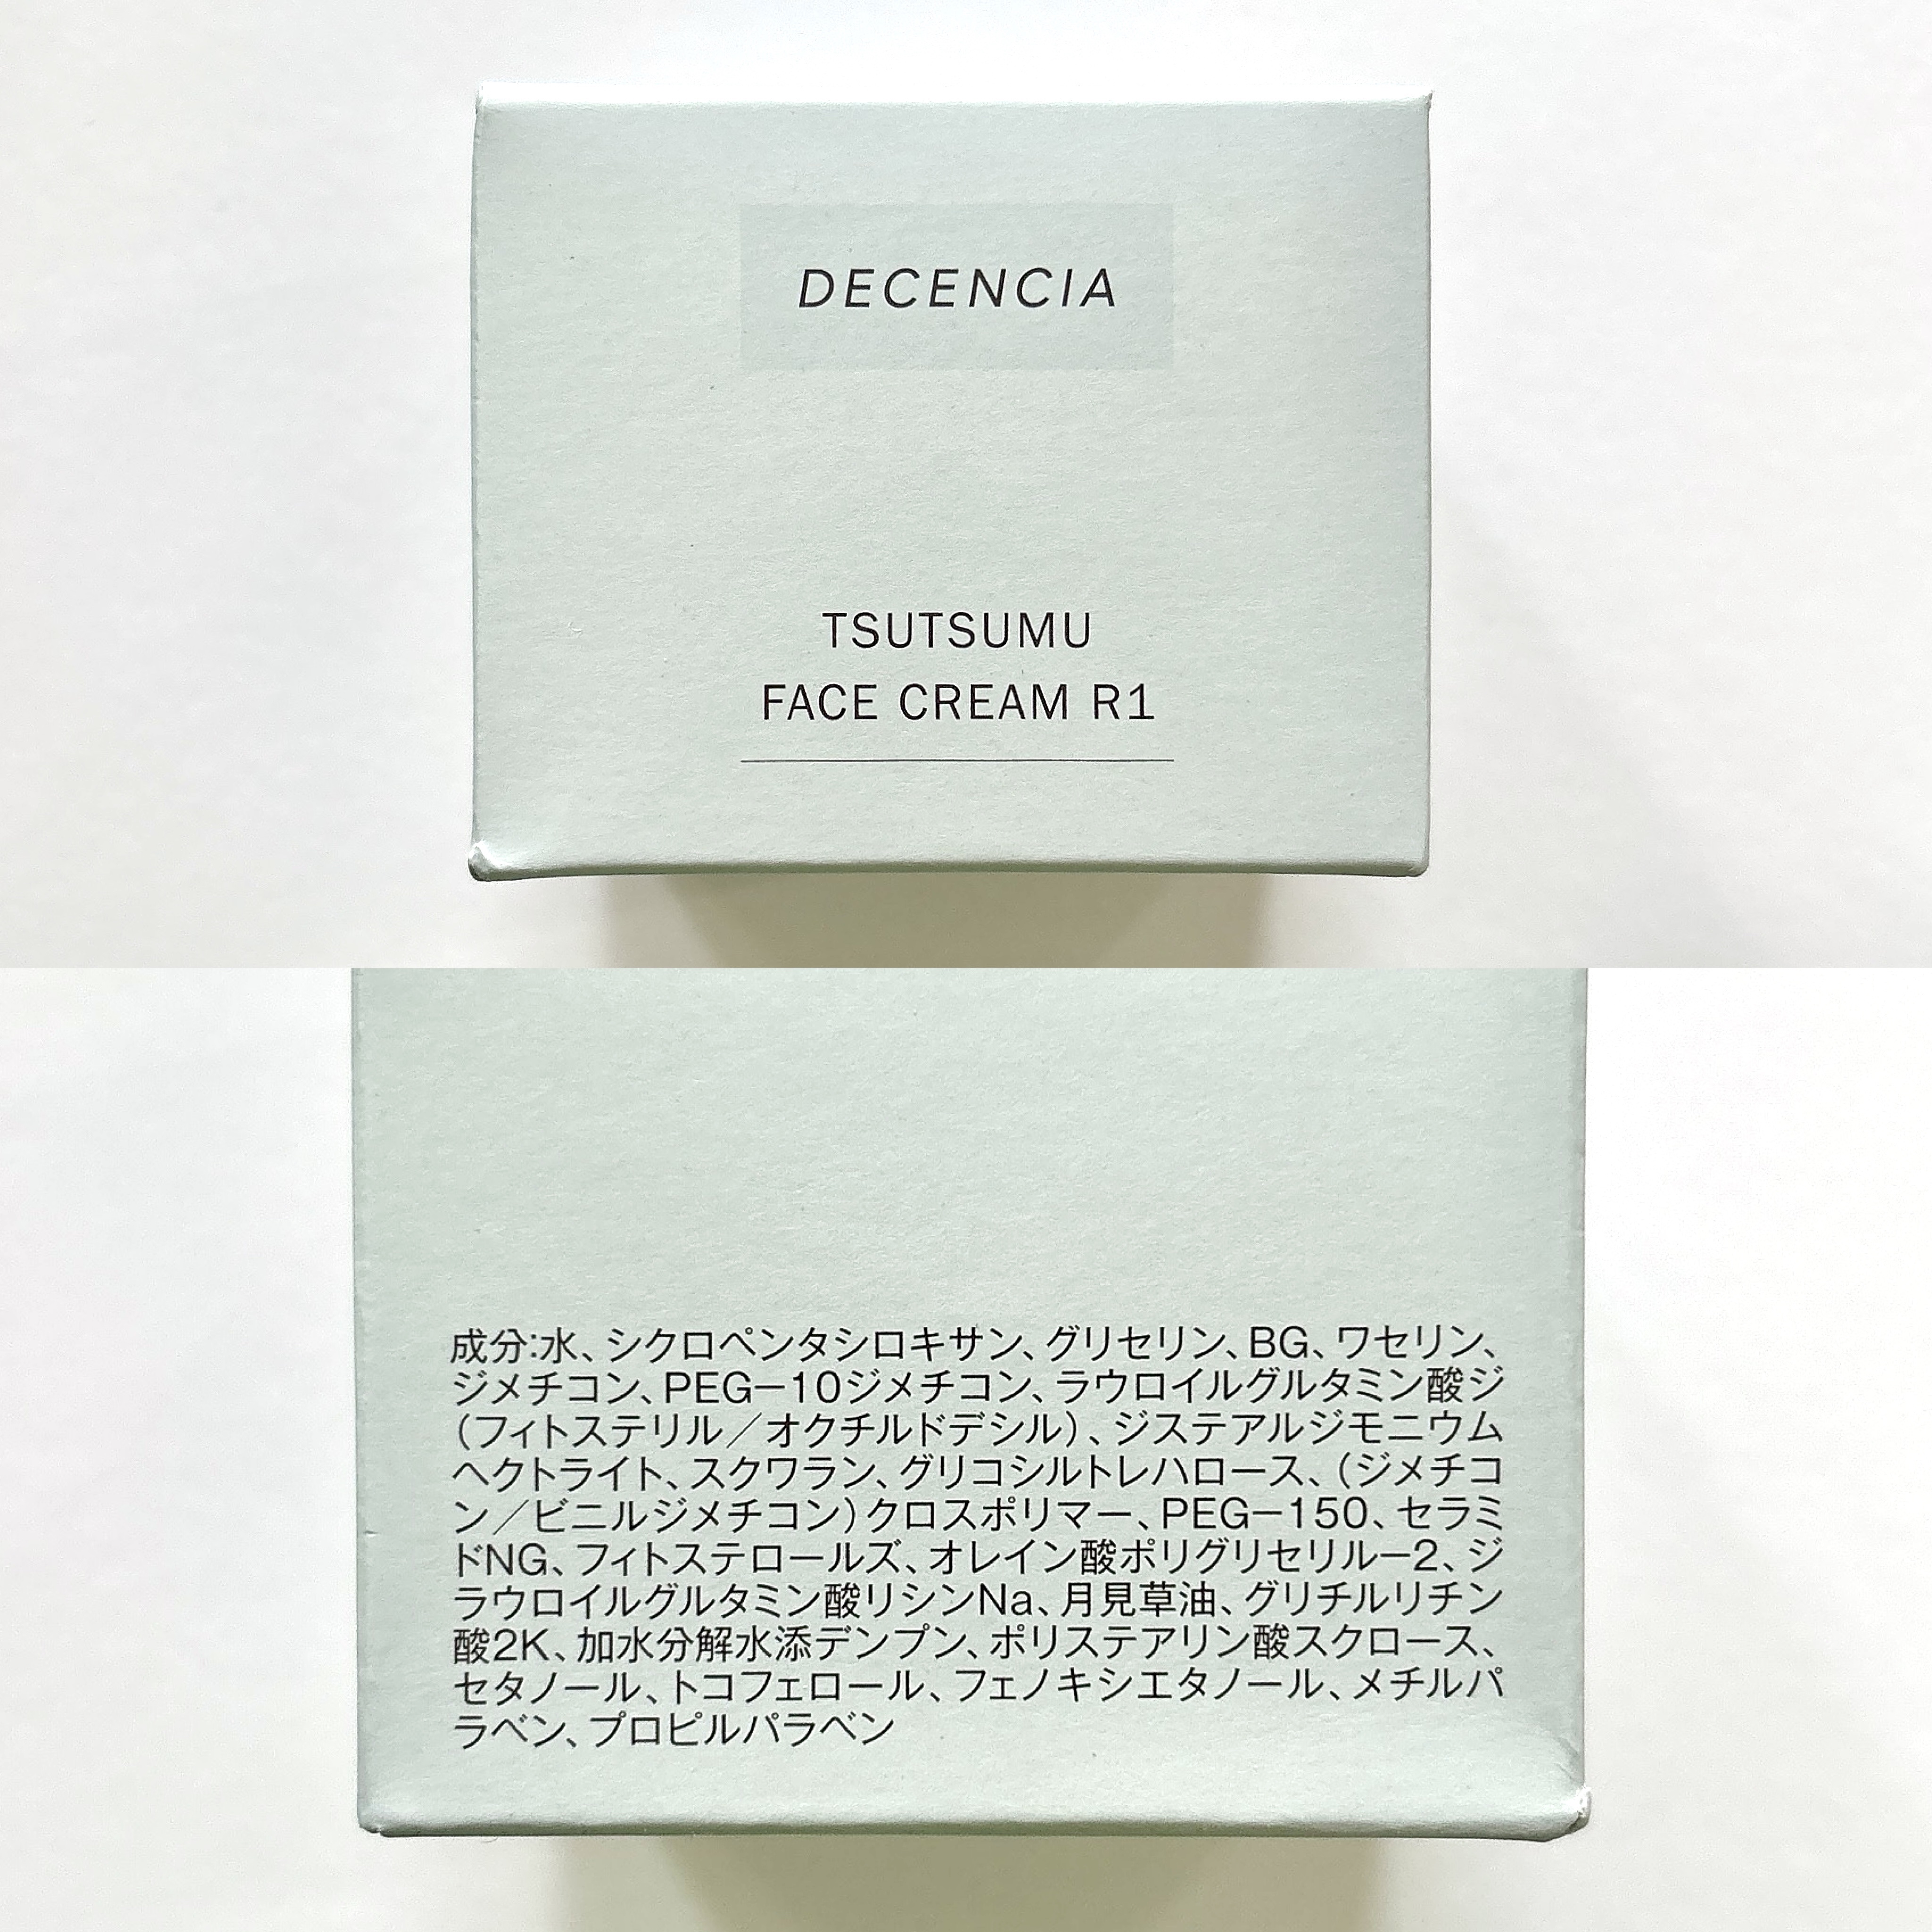 DECENCIA
TSUTSUMU
FACE CREAM R1
成分:水、シクロペンタシロキサン、グリセリン、BG、ワセリン、
ジメチコン、PEG−10ジメチコン、ラウロイルグルタミン酸ジ
（フィトステリル／オクチルドデシル）、ジステアルジモニウム
ヘクトライト、スクワラン、グリコシルトレハロース、（ジメチコ
ン／ビニルジメチコン）クロスポリマー、PEG−150、セラミ
ドNG、フィトステロールズ、オレイン酸ポリグリセリル−2、ジ
ラウロイルグルタミン酸リシンNa、月見草油、グリチルリチン
酸2K、加水分解水添デンプン、ポリステアリン酸スクロース、
セタノール、トコフェロール、フェノキシエタノール、メチルパ
ラベン、プロピルパラベン